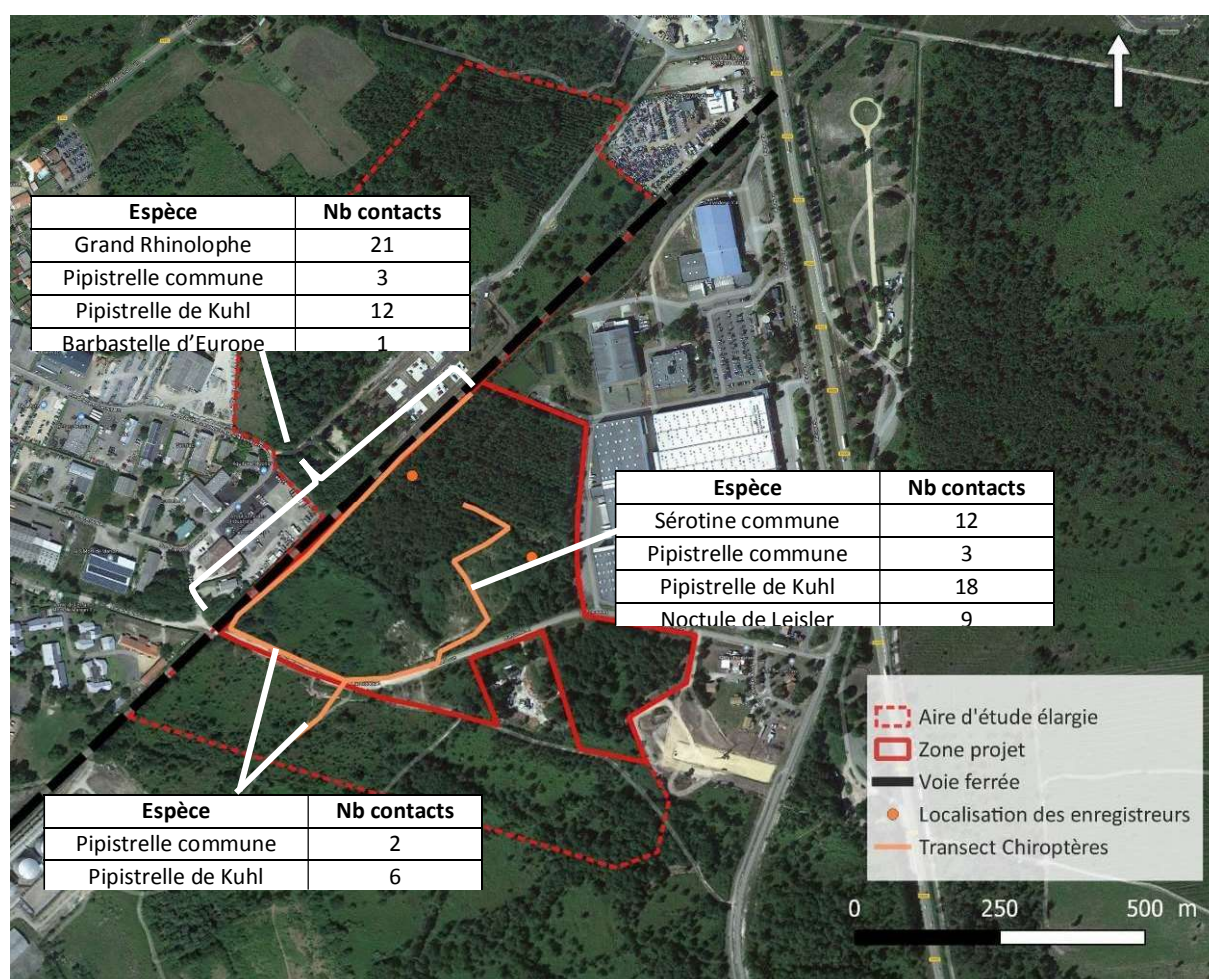 Espèce Nb contacts
Grand Rhinolophe 21
Pipistrelle commune 3
Pipistrelle de Kuhl 12
Barbastelle d'Europe 1
Espèce Nb contacts
Sérotine commune 12
Pipistrelle commune 3
Pipistrelle de Kuhl 18
Noctule de Leisler 9
Espèce Nb contacts
Pipistrelle commune 2
Pipistrelle de Kuhl 6
Aire d'étude élargie
Zone projet
Voie ferrée
Localisation des enregistreurs
Transect Chiroptères
0 250 500 m